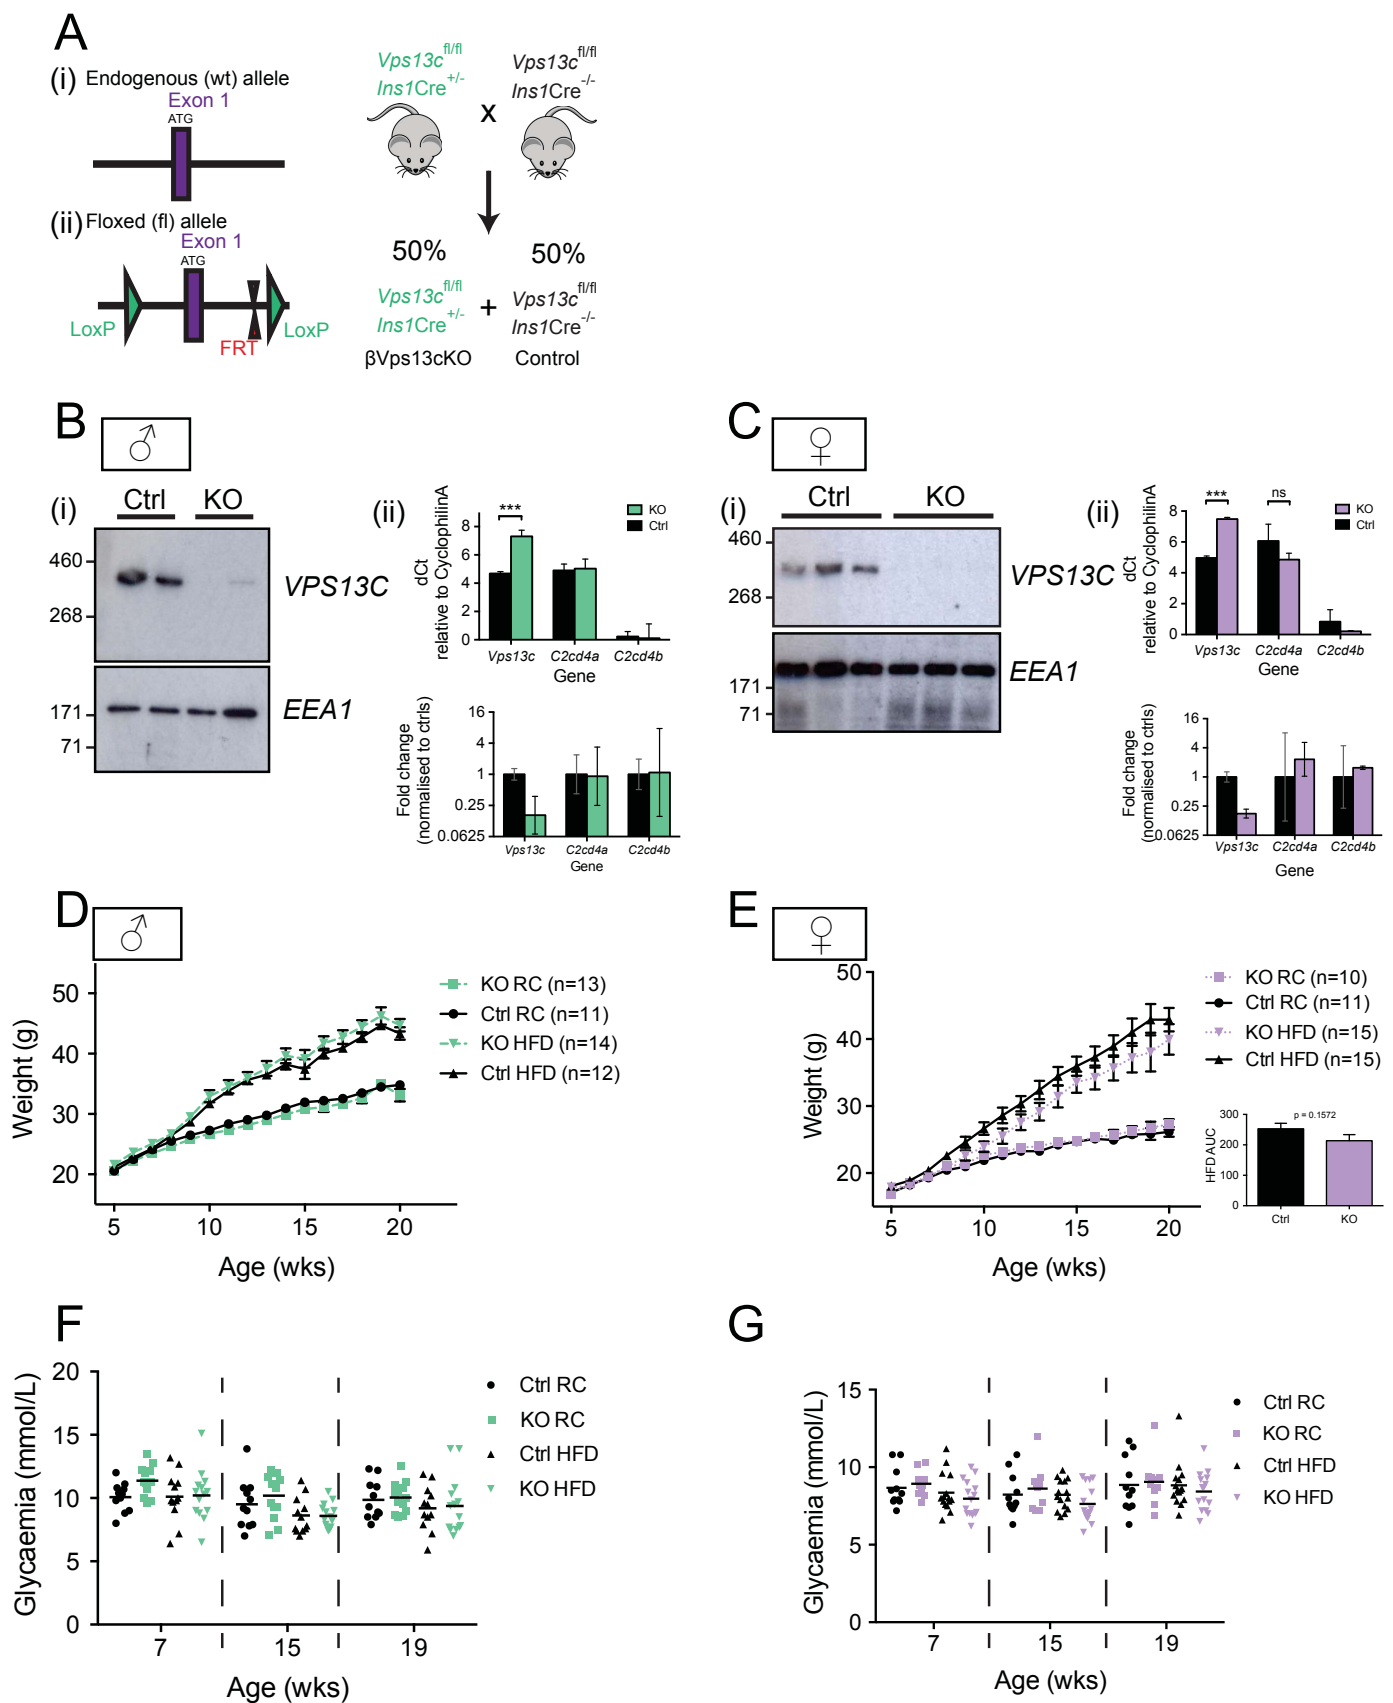 A
(i) Endogenous (wt) allele
Exon 1
ATG
(ii) Floxed (fl) allele
Exon 1
ATG
LoxP
FRT
LoxP
Vps13c fl/fl
Ins1Cre +/-
x
Vps13c fl/fl
Ins1Cre -/-
50%
50%
Vps13c fl/fl
Ins1Cre +/-
+
Vps13c fl/fl
Ins1Cre -/-
βVps13cKO
Control
B
♂
(i)
Ctrl KO
460
268
VPS13C
171
71
EEA1
(ii)
dCt
relative to CyclophilinA
8
6
4
2
0
***
KO
Ctrl
Vps13c C2cd4a C2cd4b
Gene
Fold change
(normalised to ctrls)
16
4
1
0.25
0.0625
Vps13c C2cd4a C2cd4b
Gene
C
♀
(i)
Ctrl KO
460
268
VPS13C
171
71
EEA1
(ii)
dCt
relative to CyclophilinA
8
6
4
2
0
***
ns
KO
Ctrl
Vps13c C2cd4a C2cd4b
Gene
Fold change
(normalised to ctrls)
16
4
1
0.25
0.0625
Vps13c C2cd4a C2cd4b
Gene
D
♂
Weight (g)
50
40
30
20
5 10 15 20
Age (wks)
KO RC (n=13)
Ctrl RC (n=11)
KO HFD (n=14)
Ctrl HFD (n=12)
E
♀
Weight (g)
50
40
30
20
5 10 15 20
Age (wks)
KO RC (n=10)
Ctrl RC (n=11)
KO HFD (n=15)
Ctrl HFD (n=15)
HFD AUC
300
200
100
0
p = 0.1572
Ctrl KO
F
Glycaemia (mmol/L)
20
15
10
5
0
7 15 19
Age (wks)
Ctrl RC
KO RC
Ctrl HFD
KO HFD
G
Glycaemia (mmol/L)
15
10
5
0
7 15 19
Age (wks)
Ctrl RC
KO RC
Ctrl HFD
KO HFD